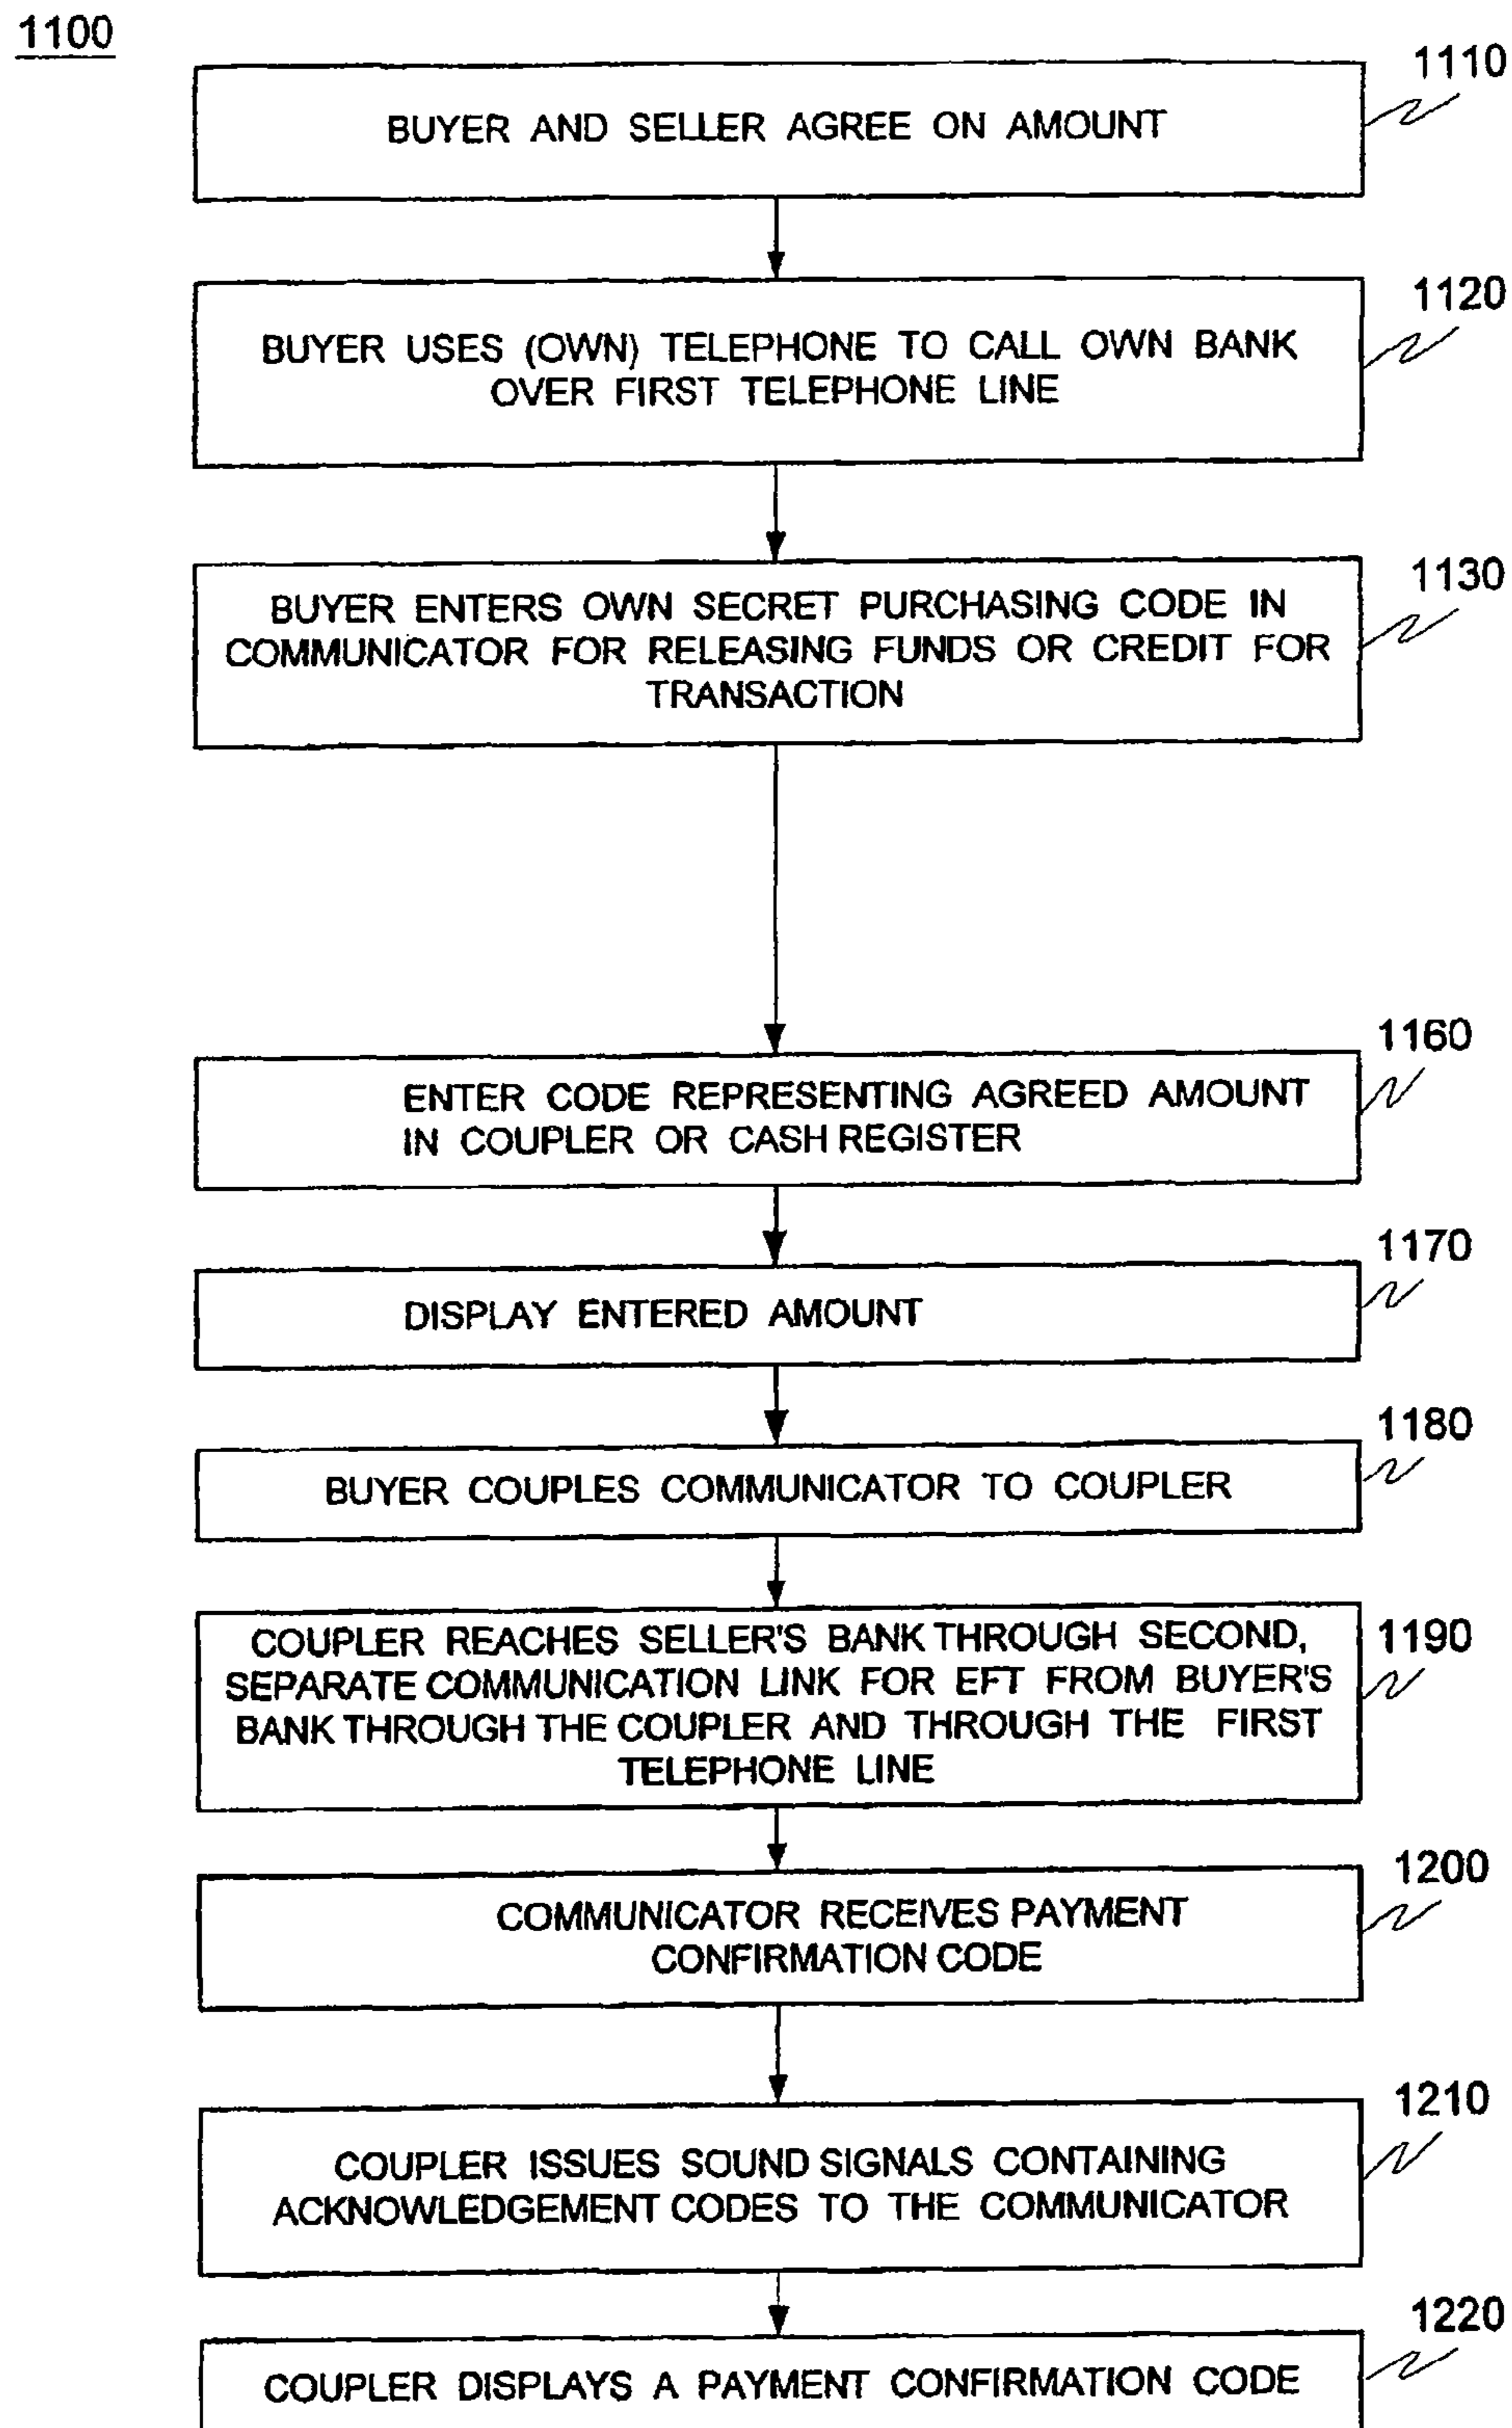 1100
1110
BUYER AND SELLER AGREE ON AMOUNT
1120
BUYER USES (OWN) TELEPHONE TO CALL OWN BANK
OVER FIRST TELEPHONE LINE
1130
BUYER ENTERS OWN SECRET PURCHASING CODE IN
COMMUNICATOR FOR RELEASING FUNDS OR CREDIT FOR
TRANSACTION
1160
ENTER CODE REPRESENTING AGREED AMOUNT
IN COUPLER OR CASH REGISTER
1170
DISPLAY ENTERED AMOUNT
1180
BUYER COUPLES COMMUNICATOR TO COUPLER
1190
COUPLER REACHES SELLER'S BANK THROUGH SECOND,
SEPARATE COMMUNICATION LINK FOR EFT FROM BUYER'S
BANK THROUGH THE COUPLER AND THROUGH THE FIRST
TELEPHONE LINE
1200
COMMUNICATOR RECEIVES PAYMENT
CONFIRMATION CODE
1210
COUPLER ISSUES SOUND SIGNALS CONTAINING
ACKNOWLEDGEMENT CODES TO THE COMMUNICATOR
1220
COUPLER DISPLAYS A PAYMENT CONFIRMATION CODE